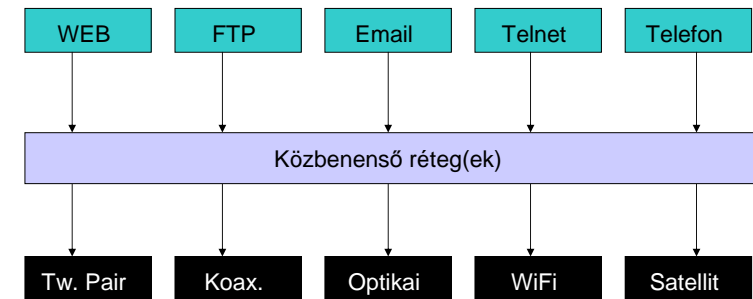 WEB
FTP
Email
Telnet
Telefon
Közbenenső réteg(ek)
Tw. Pair
Koax.
Optikai
WiFi
Satellit